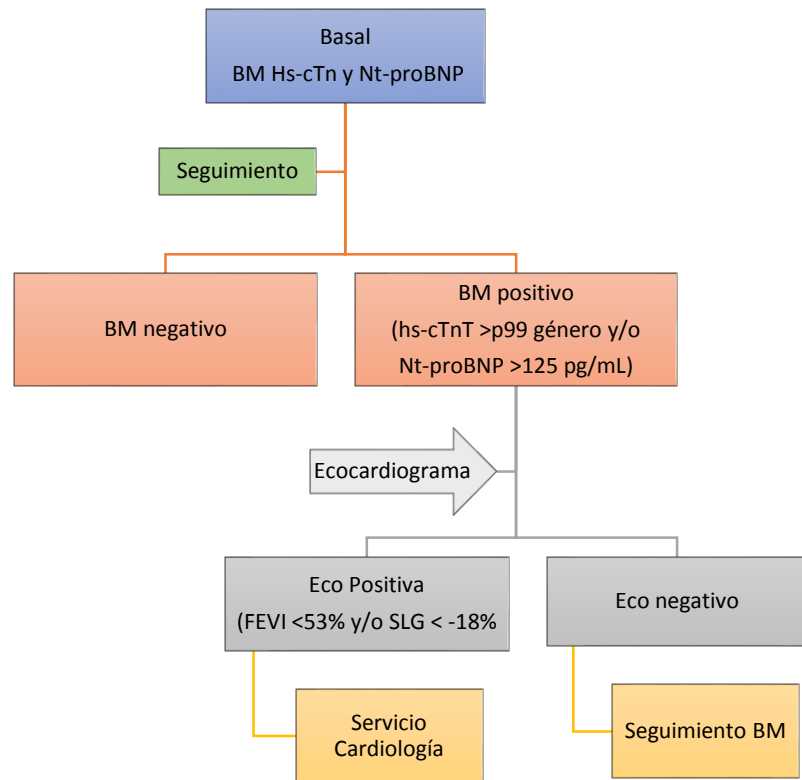 Basal
BM Hs-cTn y Nt-proBNP
Seguimiento
BM negativo
BM positivo
(hs-cTnT >p99 género y/o
Nt-proBNP >125 pg/mL)
Ecocardiograma
Eco Positiva
(FEVI <53% y/o SLG < -18%
Eco negativo
Servicio
Cardiología
Seguimiento BM